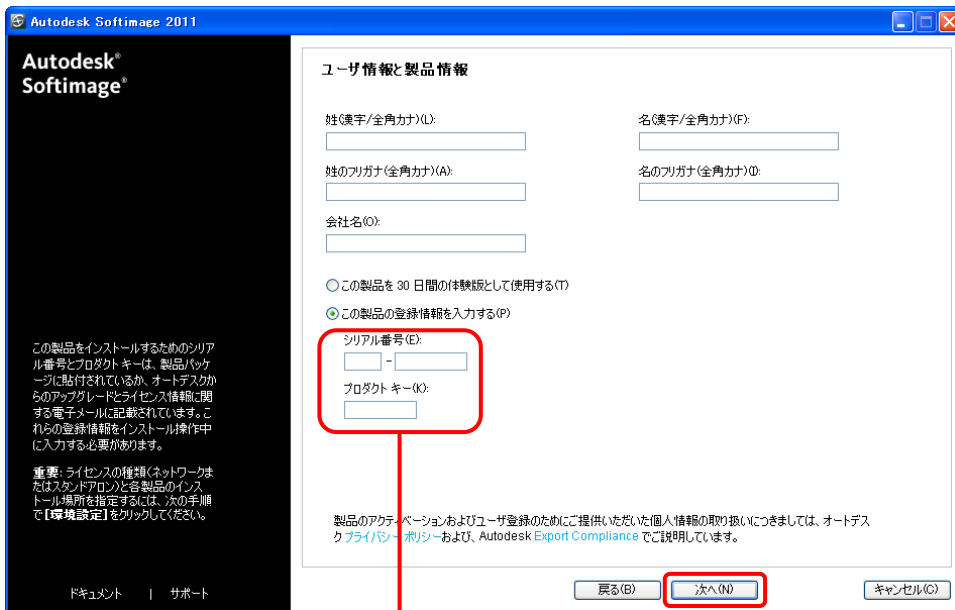 Autodesk Softimage 2011
Autodesk®
Softimage®
この製品をインストールするためのシリア
ル番号とプロダクト キーは、製品パッケ
ージに貼付されているか、オートデスクか
らのアップグレードとライセンス情報に関
する電子メールに記載されています。こ
れらの登録情報をインストール操作中
に入力する必要があります。
重要: ライセンスの種類(ネットワークま
たはスタンドアロン)と各製品のインス
トール場所を指定するには、次の手順
で[環境設定]をクリックしてください。
ドキュメント | サポート
ユーザ情報と製品情報
姓(漢字/全角カナ)(L):
名(漢字/全角カナ)(F):
姓のフリガナ(全角カナ)(A):
名のフリガナ(全角カナ)(I):
会社名(O):
この製品を 30 日間の体験版として使用する(T)
この製品の登録情報を入力する(P)
シリアル番号(E):
-
プロダクト キー(K):
製品のアクティベーションおよびユーザ登録のためにご提供いただいた個人情報の取り扱いにつきましては、オートデス
ク プライバシー ポリシーおよび、Autodesk Export Compliance でご説明しています。
戻る(B)
次へ(N)
キャンセル(C)